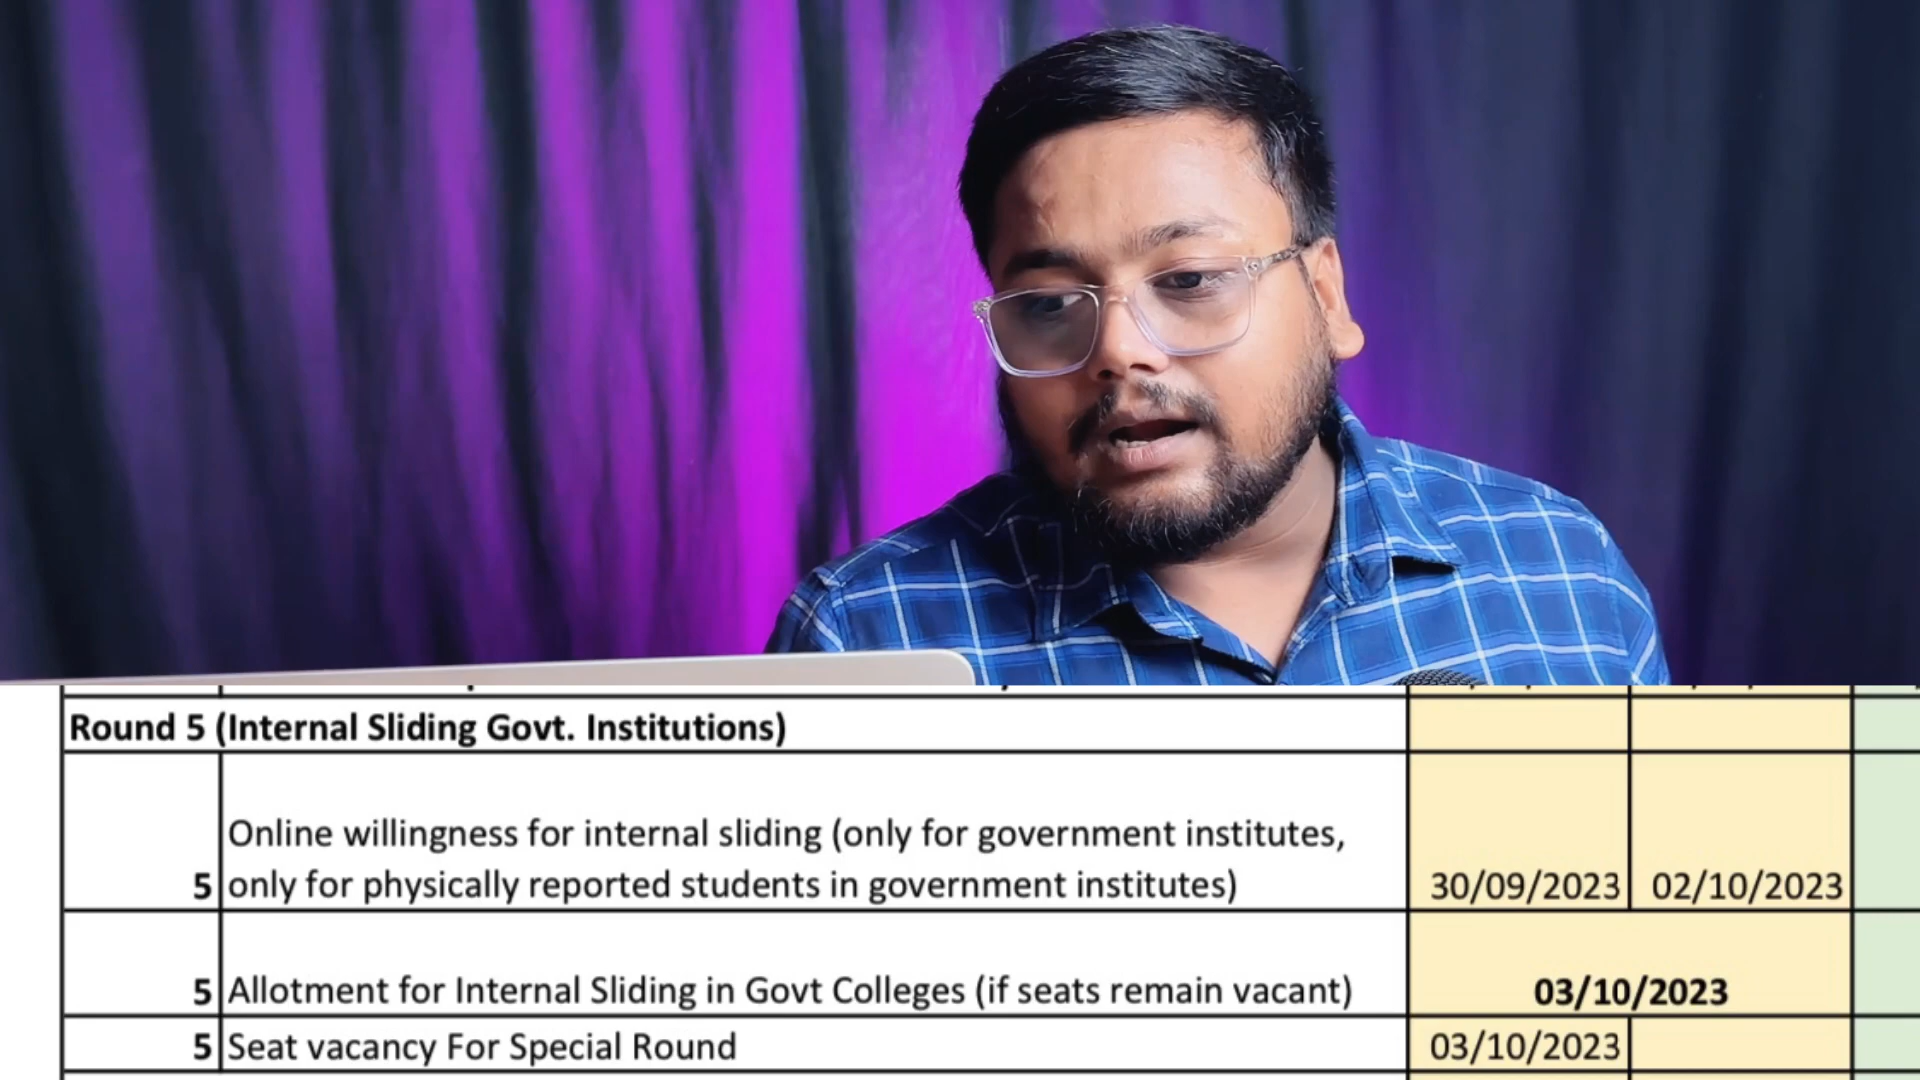 Round 5 (Internal Sliding Govt. Institutions)
Online willingness for internal sliding (only for government institutes,
5 only for physically reported students in government institutes) 30/09/2023 02/10/2023
5 Allotment for Internal Sliding in Govt Colleges (if seats remain vacant) 03/10/2023
5 Seat vacancy For Special Round 03/10/2023